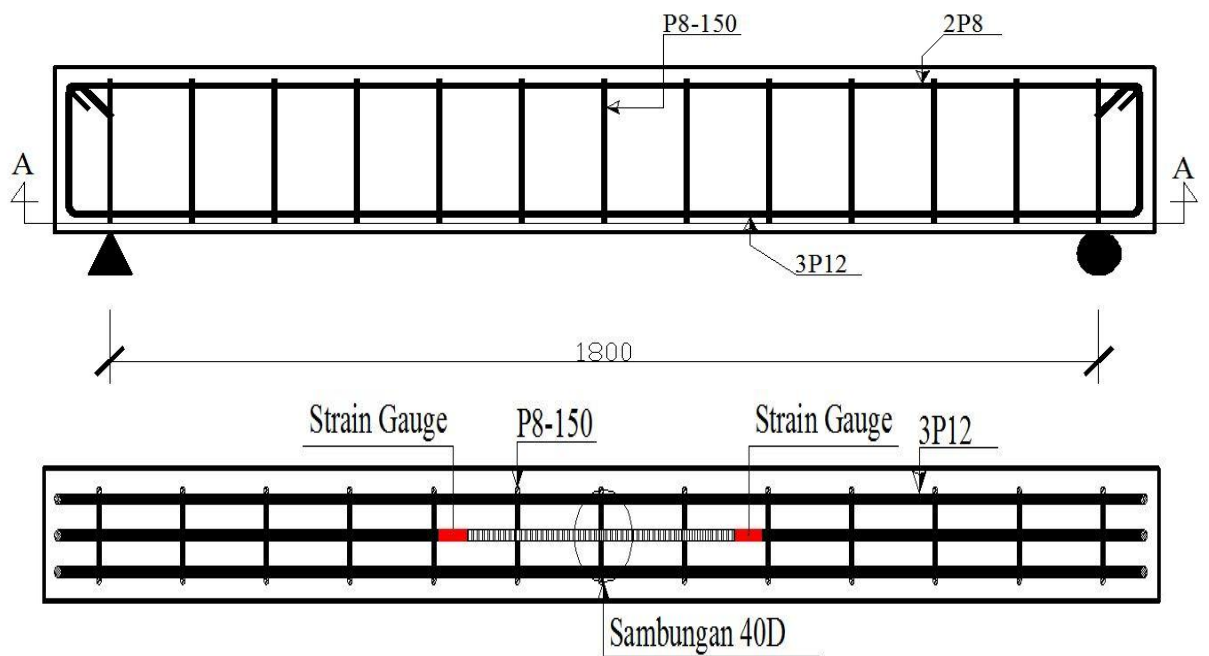 P8-150
2P8
A
A
3P12
1800
Strain Gauge
P8-150
Strain Gauge
3P12
Sambungan 40D